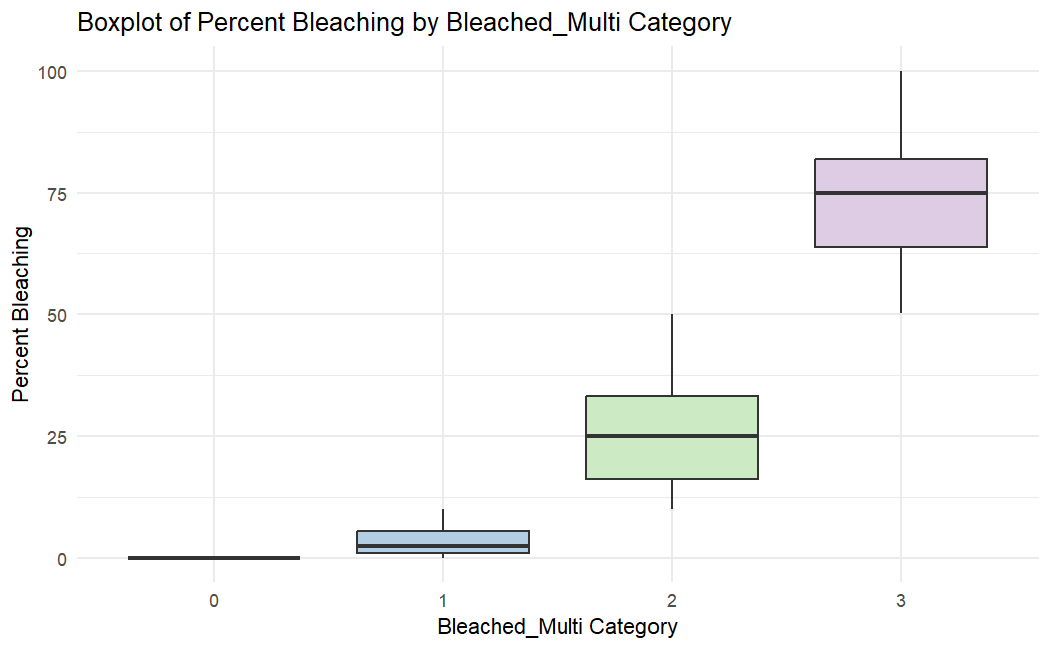 Boxplot of Percent Bleaching by Bleached_Multi Category
Percent Bleaching
100
75
50
25
0
0 1 2 3
Bleached_Multi Category